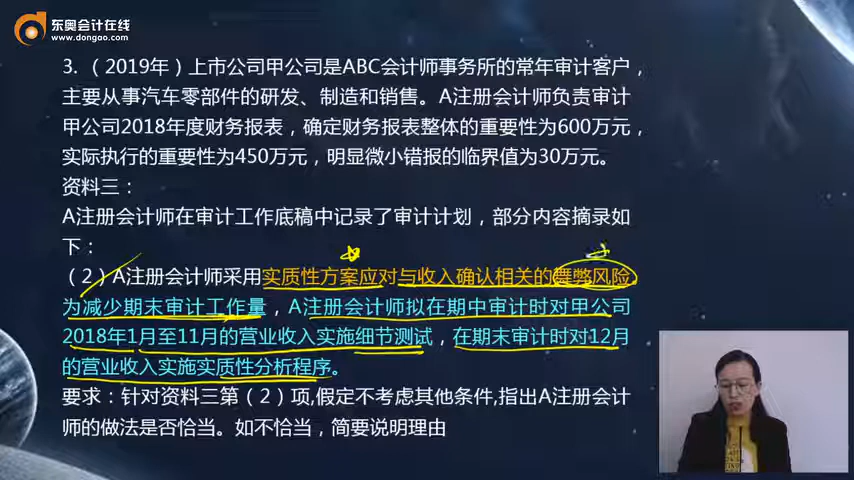 东奥会计在线
www.dongao.com
3. （2019年）上市公司甲公司是ABC会计师事务所的常年审计客户，
主要从事汽车零部件的研发、制造和销售。A注册会计师负责审计
甲公司2018年度财务报表，确定财务报表整体的重要性为600万元，
实际执行的重要性为450万元，明显微小错报的临界值为30万元。
资料三：
A注册会计师在审计工作底稿中记录了审计计划，部分内容摘录如
下：
（2）A注册会计师采用实质性方案应对与收入确认相关的舞弊风险。
为减少期末审计工作量，A注册会计师拟在期中审计时对甲公司
2018年1月至11月的营业收入实施细节测试，在期末审计时对12月
的营业收入实施实质性分析程序。
要求：针对资料三第（2）项,假定不考虑其他条件,指出A注册会计
师的做法是否恰当。如不恰当，简要说明理由